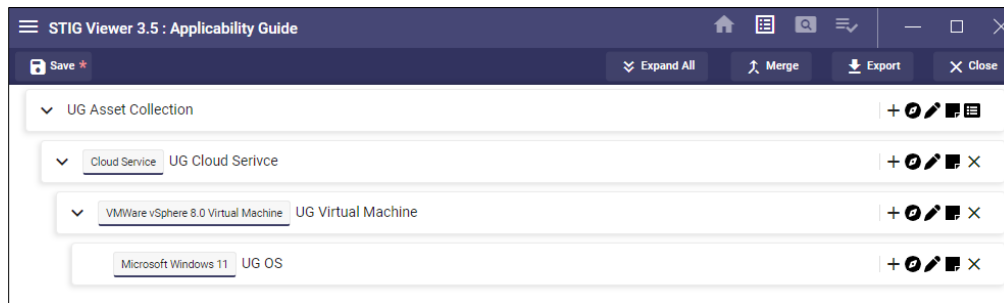 STIG Viewer 3.5 : Applicability Guide
Save * Expand All Merge Export Close
UG Asset Collection
Cloud Service UG Cloud Serivce
VMWare vSphere 8.0 Virtual Machine UG Virtual Machine
Microsoft Windows 11 UG OS